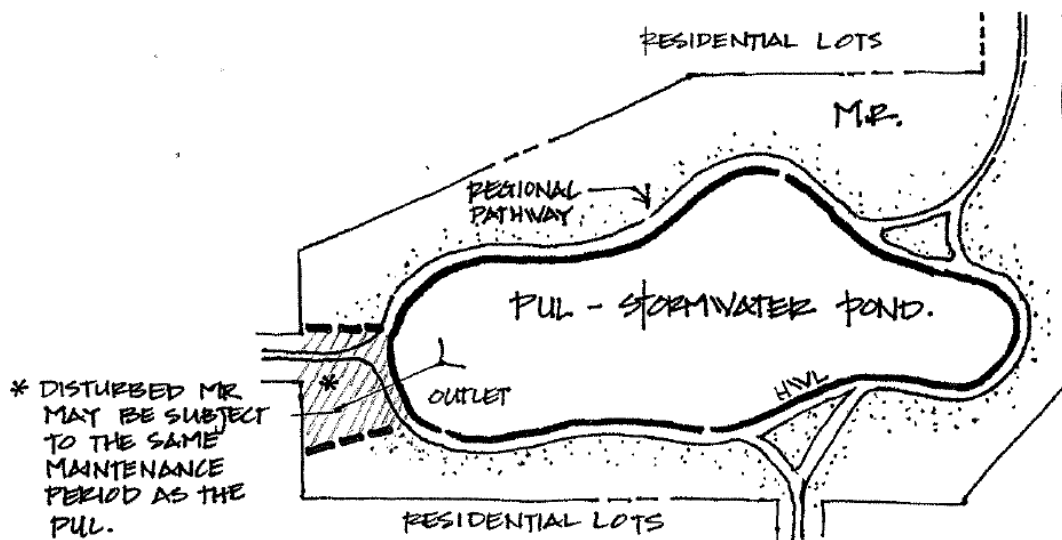 RESIDENTIAL LOTS
M.R.
REGIONAL
PATHWAY
PUL - STORMWATER POND.
HWL
OUTLET
*
* DISTURBED MR
MAY BE SUBJECT
TO THE SAME
MAINTENANCE
PERIOD AS THE
PUL.
RESIDENTIAL LOTS